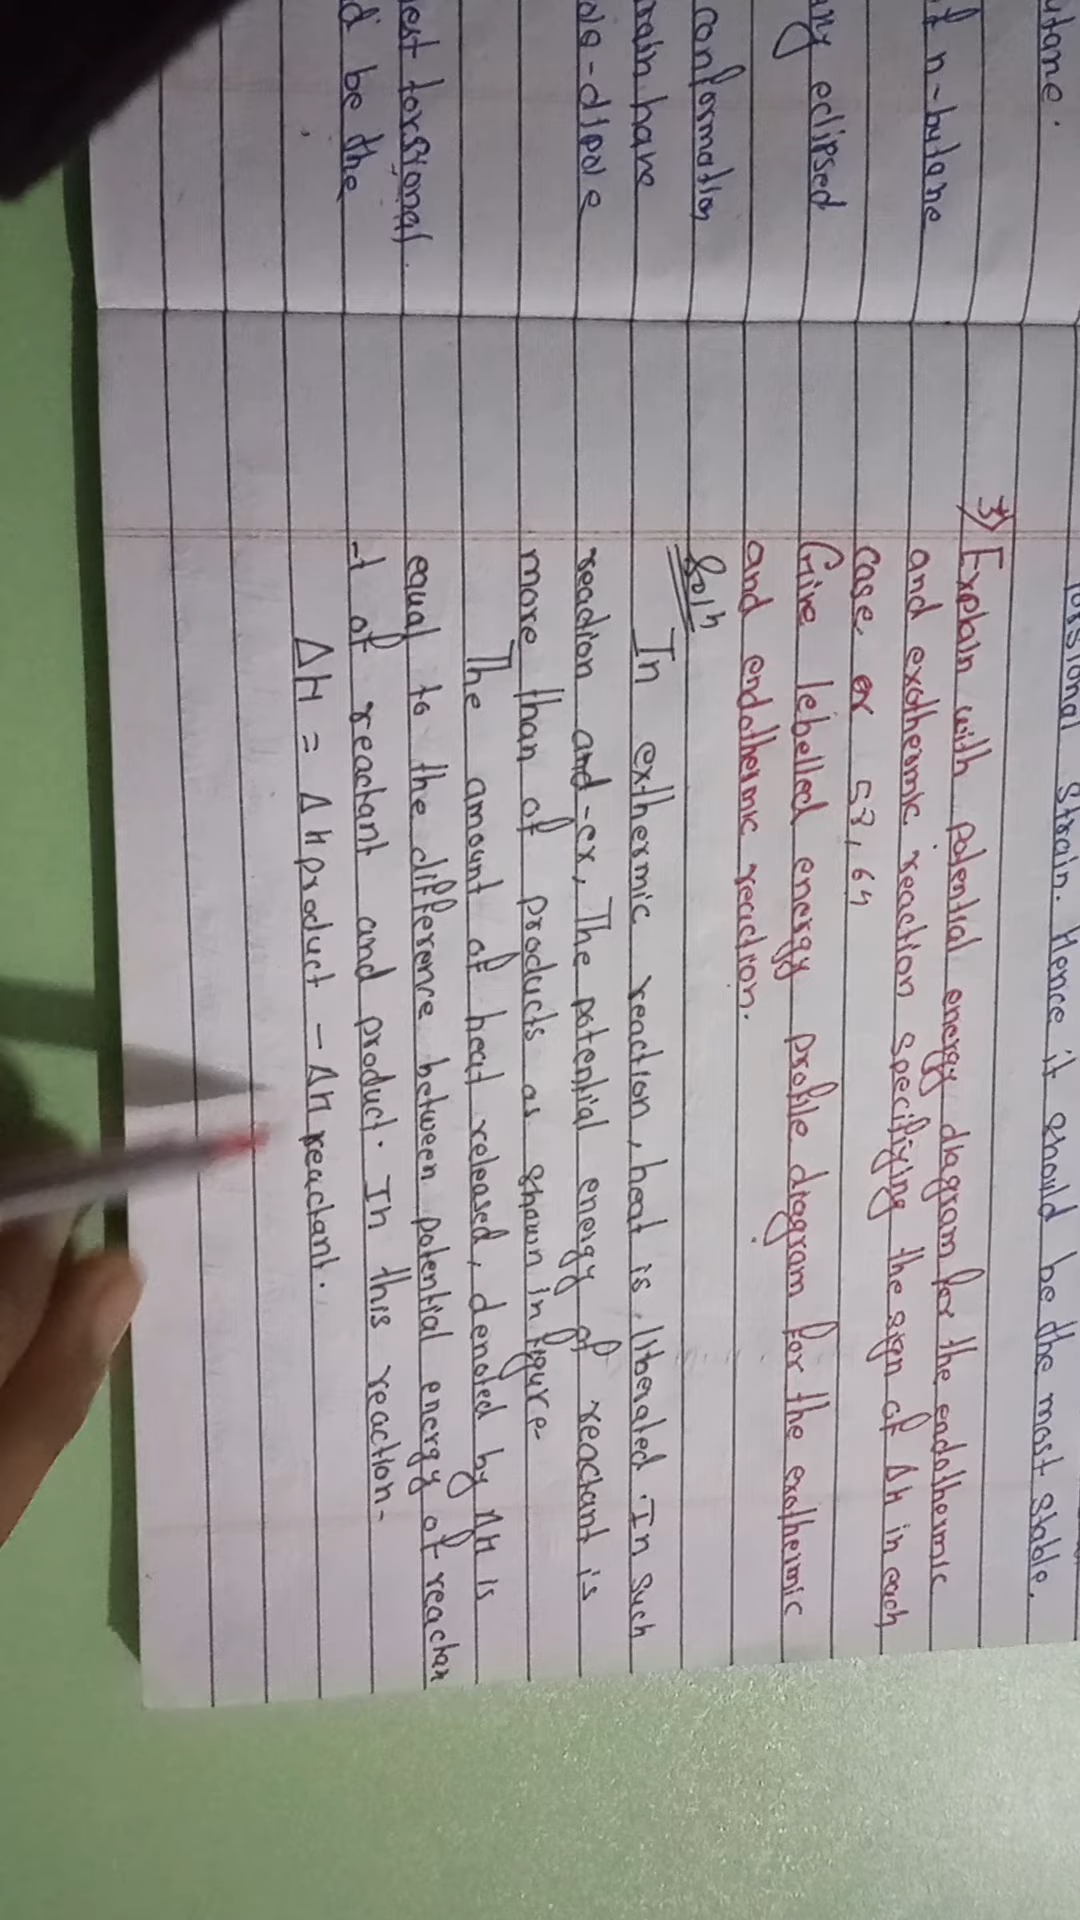 utane.
f n-butane
ny eclipsed
conformation
rain have
ole-dipole
est torsional
d be the
torsional strain. Hence it should be the most stable.
3) Explain with potential energy diagram for the endothermic
and exothermic reaction specifiying the sign of ΔH in each
case. or 53, 64
Give lebelled energy profile diagram for the exothermic
and endothermic reaction.
Soln
In exthermic reaction, heat is liberated. In such
reaction and-ex, The potential energy of reactant is
more than of products as shown in figure-
The amount of heat released, denoted by ΔH is
equal to the difference between potential energy of reactan
-t of reactant and product. In this reaction-
ΔH = ΔH product - ΔH reactant.